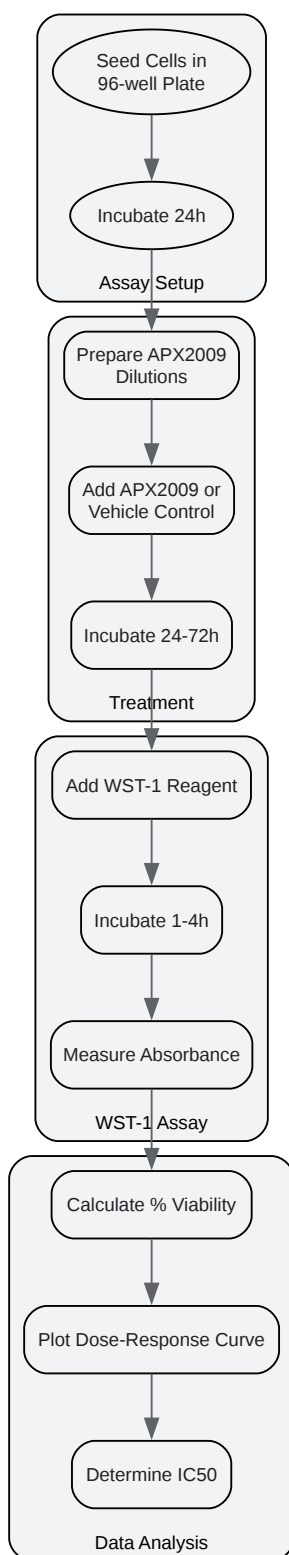 Seed Cells in
96-well Plate
Incubate 24h
Assay Setup
Prepare APX2009
Dilutions
Add APX2009 or
Vehicle Control
Incubate 24-72h
Treatment
Add WST-1 Reagent
Incubate 1-4h
Measure Absorbance
WST-1 Assay
Calculate % Viability
Plot Dose-Response Curve
Determine IC50
Data Analysis